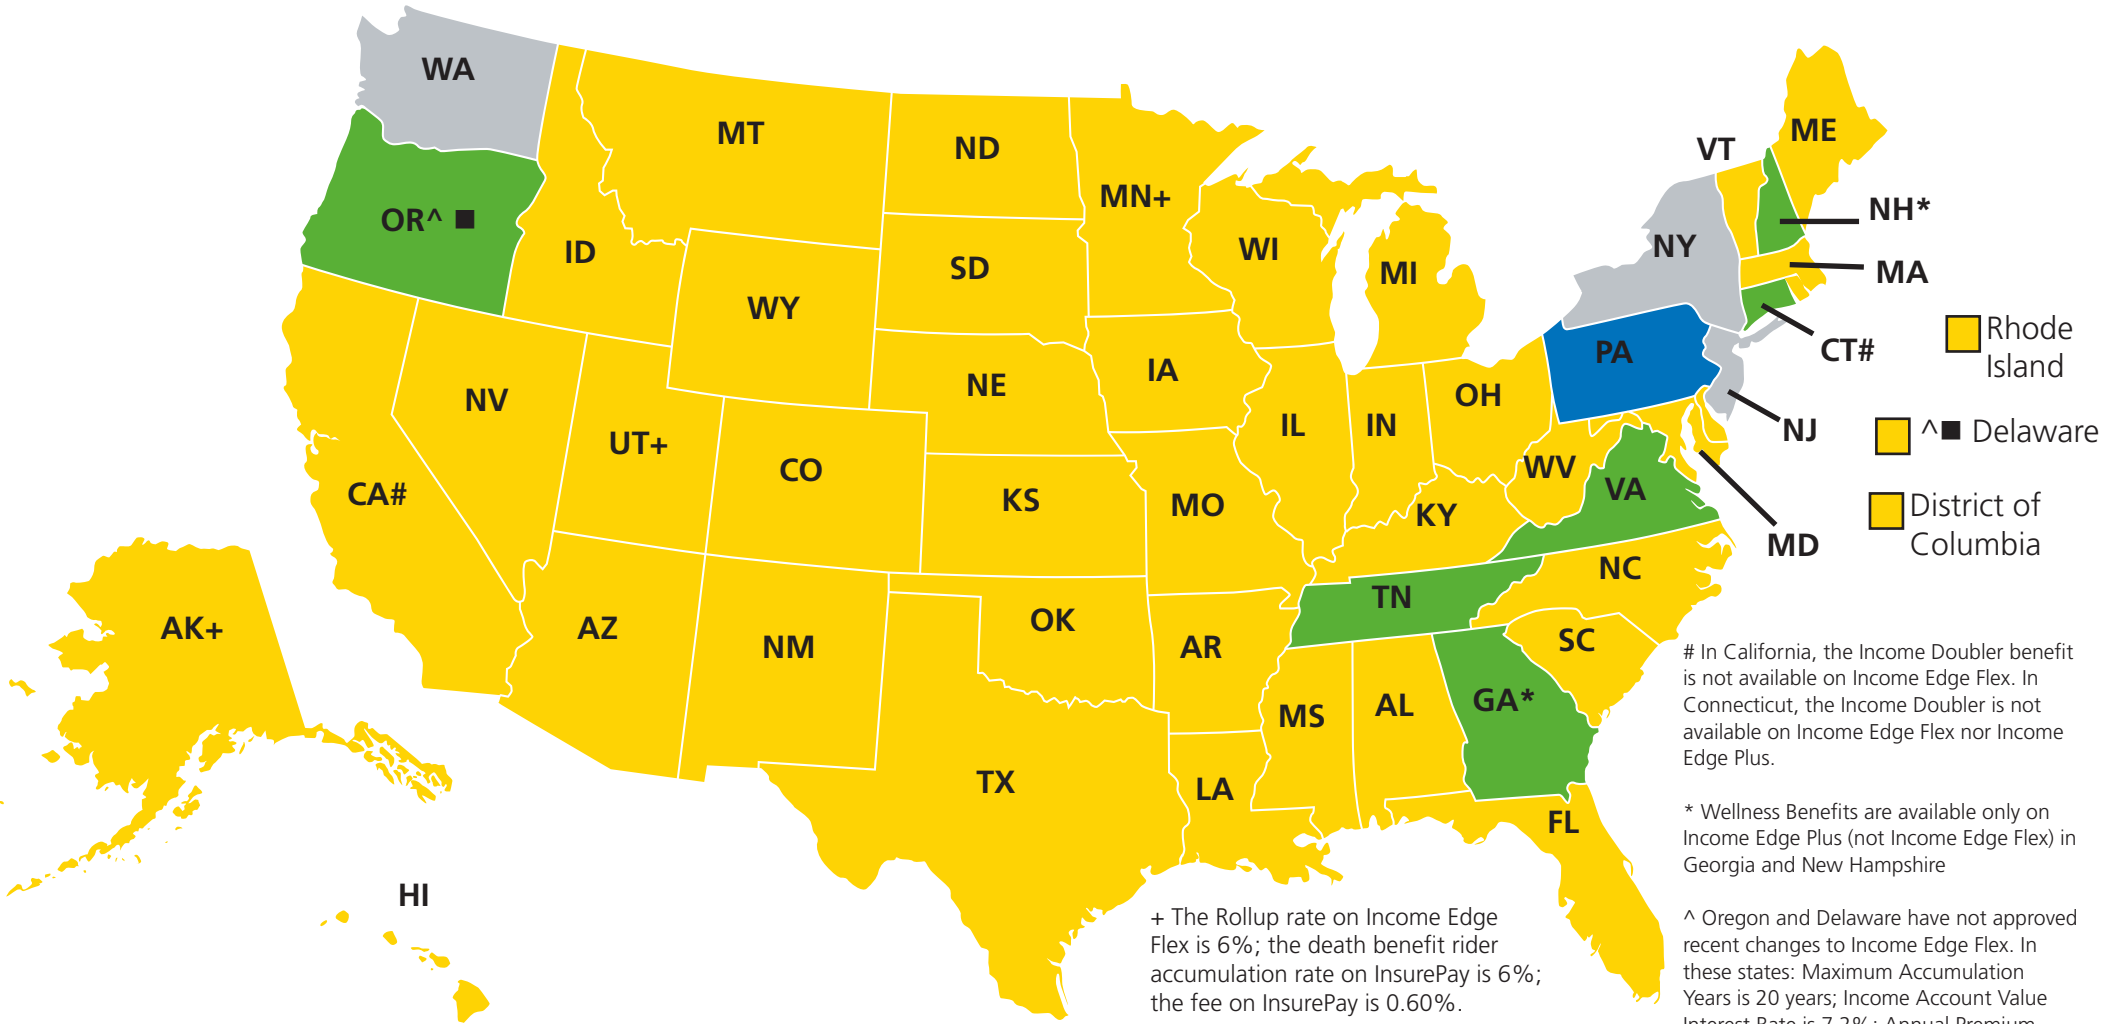 WA
MT
ND
MN+
VT
ME
OR^ ■
ID
SD
WI
MI
NY
NH*
MA
WY
IA
NE
PA
CT#
Rhode
Island
NV
UT+
CO
IL
IN
OH
NJ
^■ Delaware
CA#
KS
MO
WV
VA
KY
MD
District of
Columbia
AK+
AZ
NM
OK
AR
TN
NC
SC
TX
LA
MS
AL
GA*
FL
HI
# In California, the Income Doubler benefit
is not available on Income Edge Flex. In
Connecticut, the Income Doubler is not
available on Income Edge Flex nor Income
Edge Plus.
* Wellness Benefits are available only on
Income Edge Plus (not Income Edge Flex) in
Georgia and New Hampshire
+ The Rollup rate on Income Edge
Flex is 6%; the death benefit rider
accumulation rate on InsurePay is 6%;
the fee on InsurePay is 0.60%.
^ Oregon and Delaware have not approved
recent changes to Income Edge Flex. In
these states: Maximum Accumulation
Years is 20 years; Income Account Value
Interest Rate is 7.2%; Annual Premium